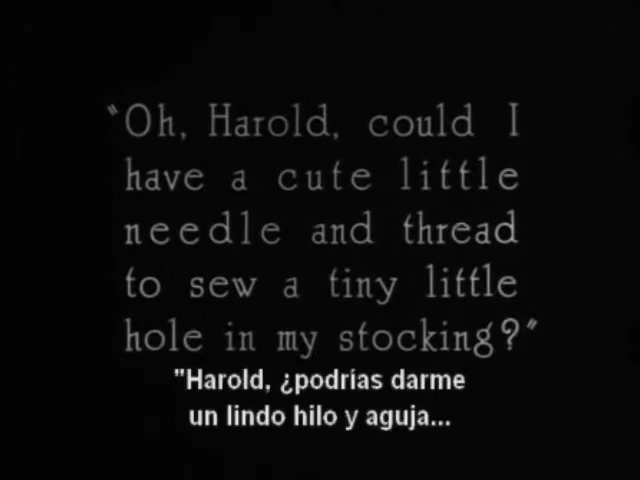 "Oh, Harold, could I
have a cute little
needle and thread
to sew a tiny little
hole in my stocking?"
"Harold, ¿podrías darme
un lindo hilo y aguja...